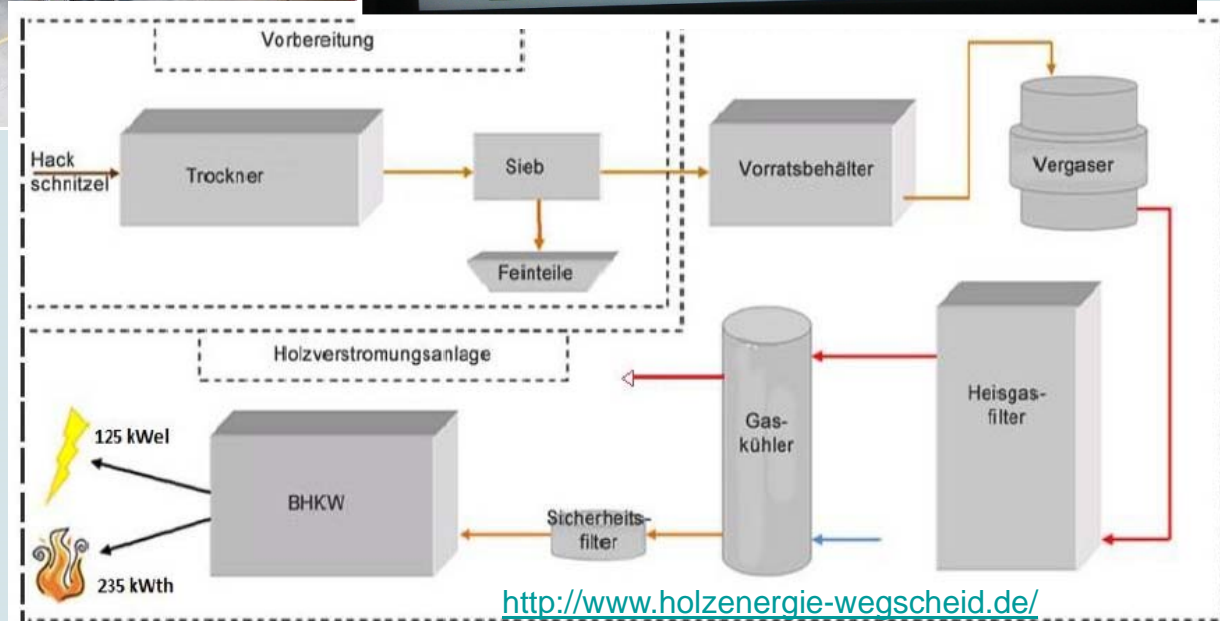 Vorbereitung
Hack
schnitzel
Trockner
Sieb
Feinteile
Vorratsbehälter
Vergaser
Holzverstromungsanlage
125 kWel
BHKW
235 kWth
Sicherheits-
filter
Gas-
kühler
Heisgas-
filter
http://www.holzenergie-wegscheid.de/